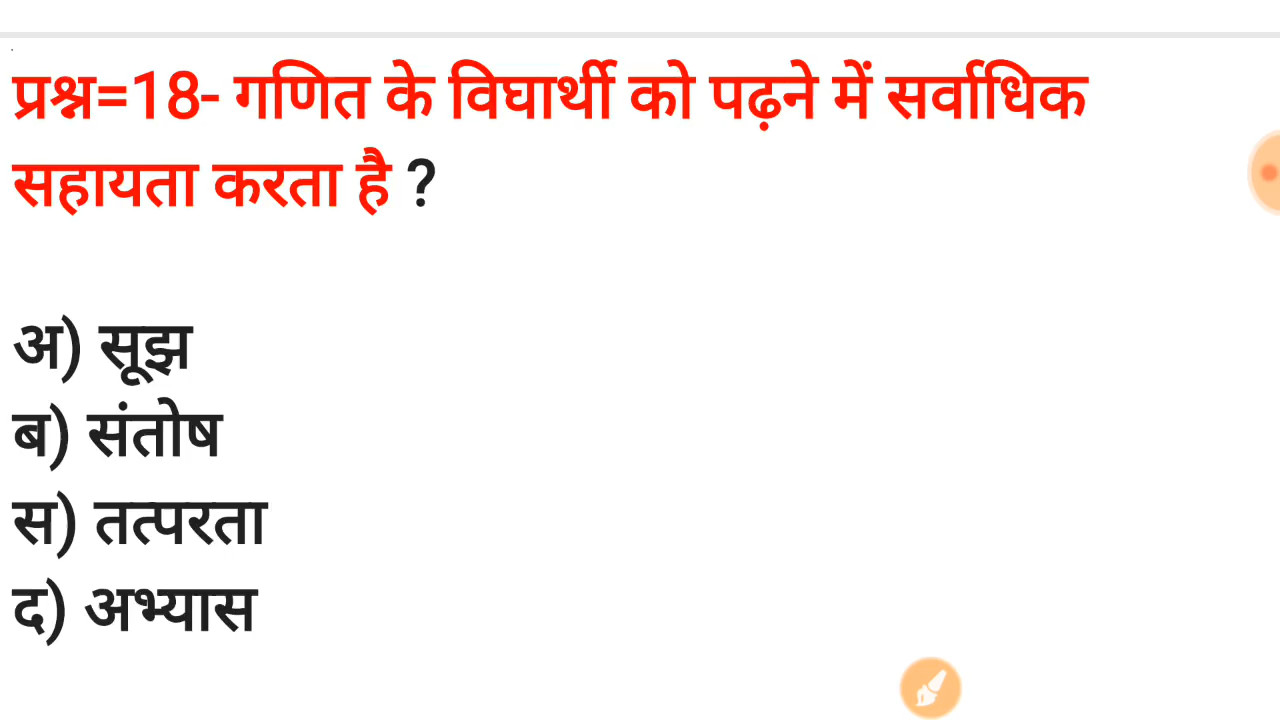 प्रश्न=18- गणित के विघार्थी को पढ़ने में सर्वाधिक
सहायता करता है ?
अ) सूझ
ब) संतोष
स) तत्परता
द) अभ्यास